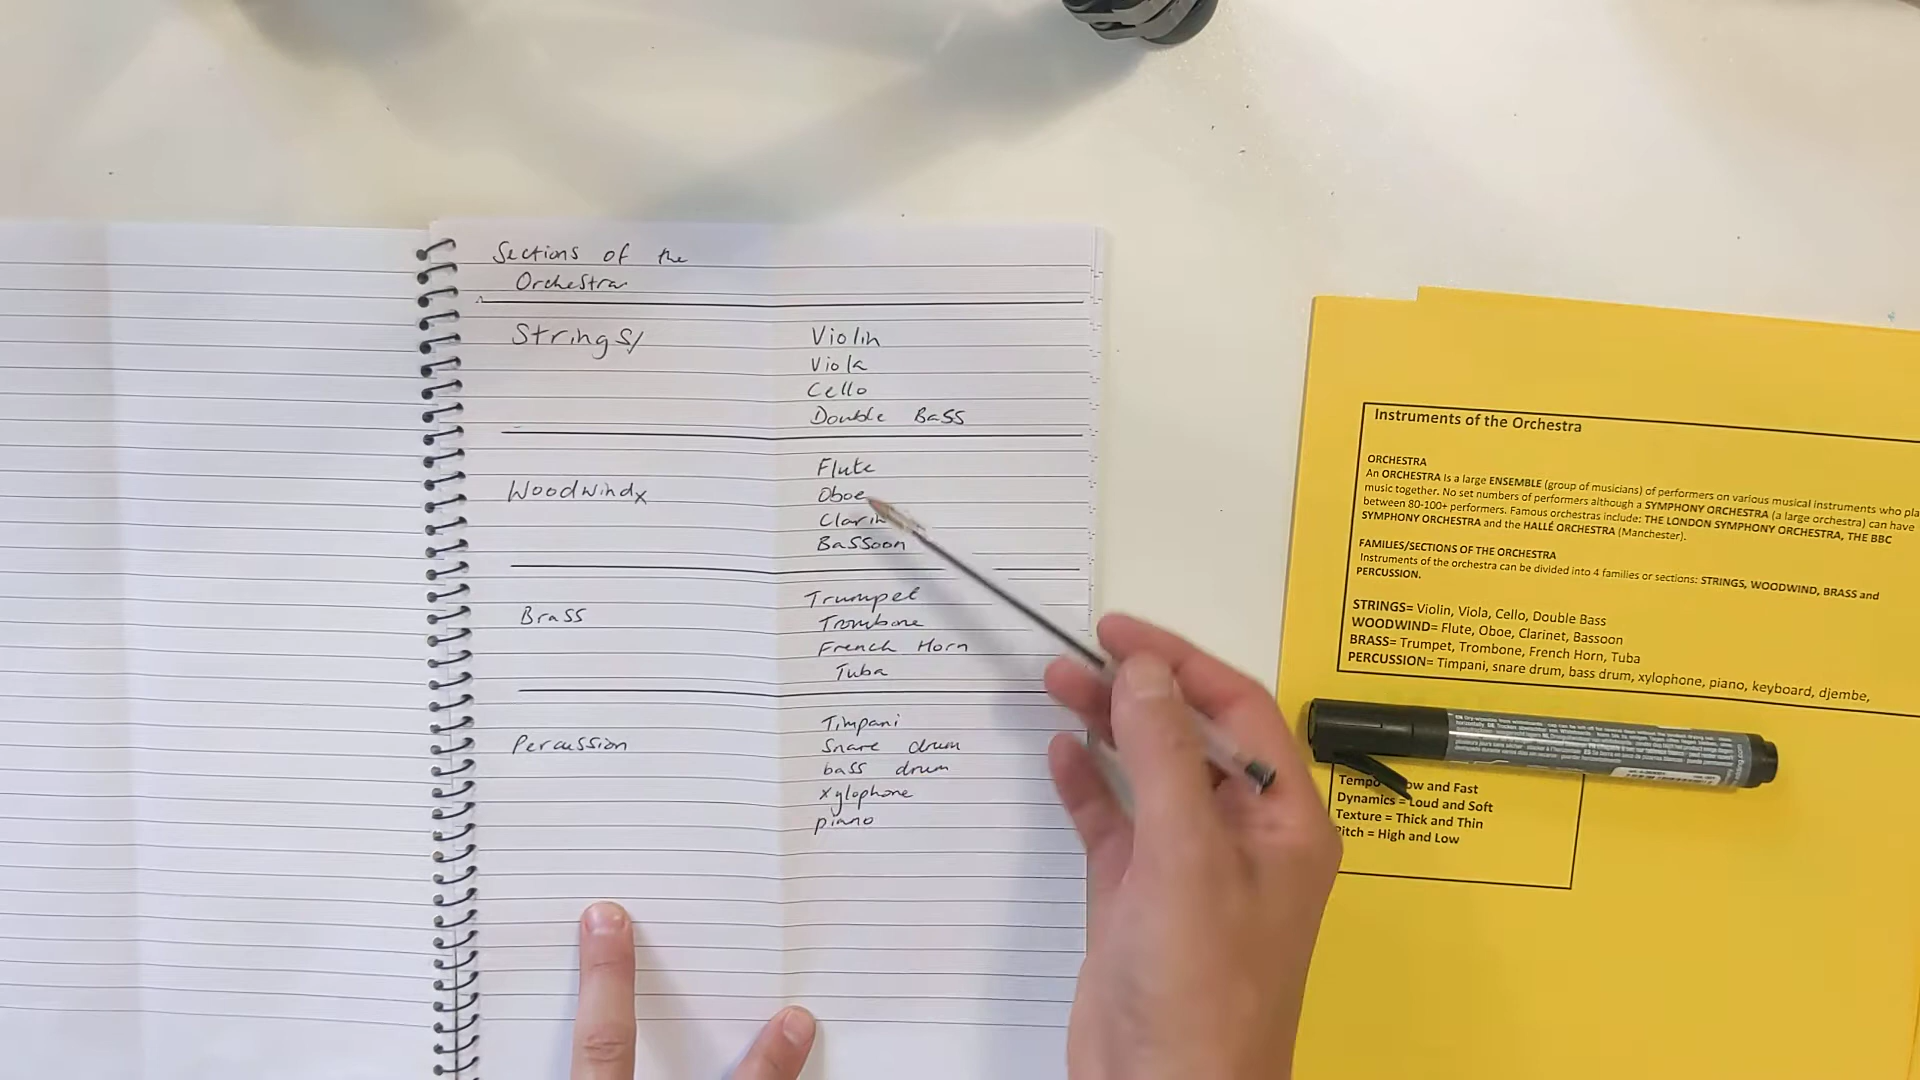 Sections of the
Orchestra
Strings/
Violin
Viola
Cello
Double Bass
Woodwindx
Flute
Oboe
Clarin
Bassoon
Brass
Trumpet
Trombone
French Horn
Tuba
Percussion
Timpani
Snare drum
bass drum
xylophone
piano
Instruments of the Orchestra
ORCHESTRA
An ORCHESTRA is a large ENSEMBLE (group of musicians) of performers on various musical instruments who pla
music together. No set numbers of performers although a SYMPHONY ORCHESTRA (a large orchestra) can have
between 80-100+ performers. Famous orchestras include: THE LONDON SYMPHONY ORCHESTRA, THE BBC
SYMPHONY ORCHESTRA and the HALLÉ ORCHESTRA (Manchester).
FAMILIES/SECTIONS OF THE ORCHESTRA
Instruments of the orchestra can be divided into 4 families or sections: STRINGS, WOODWIND, BRASS and
PERCUSSION.
STRINGS= Violin, Viola, Cello, Double Bass
WOODWIND= Flute, Oboe, Clarinet, Bassoon
BRASS= Trumpet, Trombone, French Horn, Tuba
PERCUSSION= Timpani, snare drum, bass drum, xylophone, piano, keyboard, djembe,
Tempo ow and Fast
Dynamics = Loud and Soft
Texture = Thick and Thin
itch = High and Low